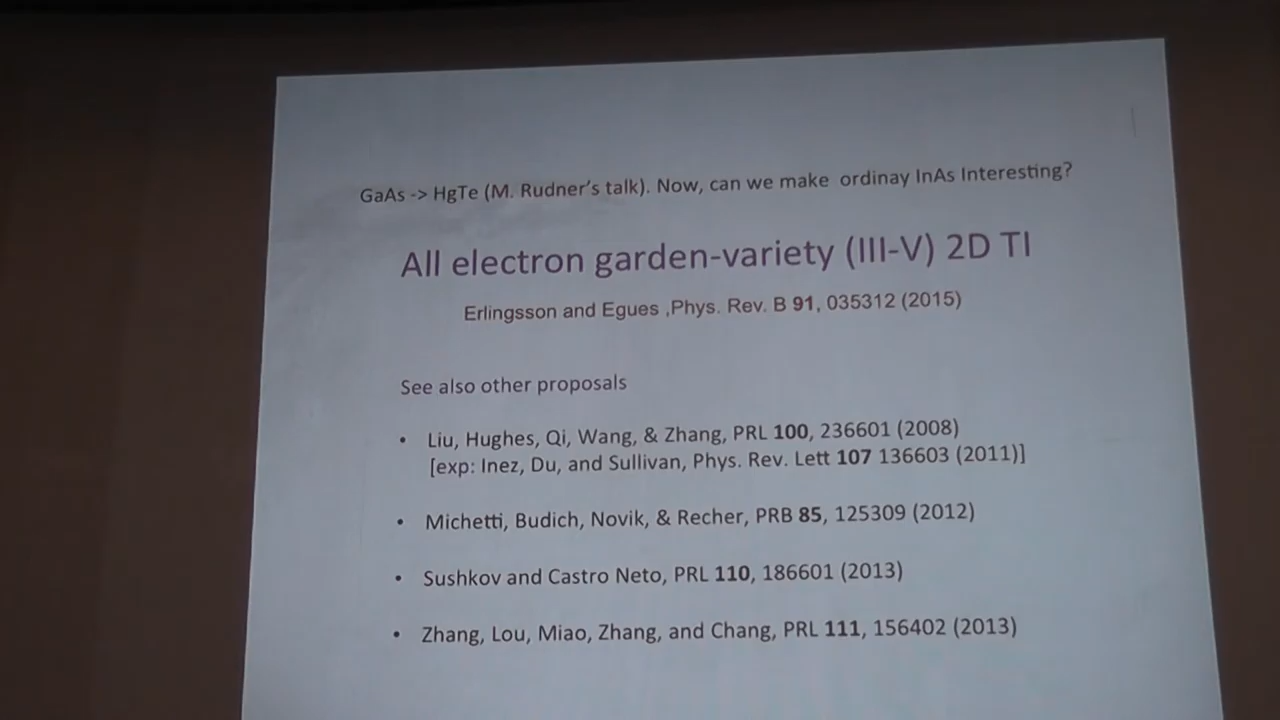 GaAs -> HgTe (M. Rudner's talk). Now, can we make ordinay InAs Interesting?
All electron garden-variety (III-V) 2D TI
Erlingsson and Egues ,Phys. Rev. B 91, 035312 (2015)
See also other proposals
• Liu, Hughes, Qi, Wang, & Zhang, PRL 100, 236601 (2008)
[exp: Inez, Du, and Sullivan, Phys. Rev. Lett 107 136603 (2011)]
• Michetti, Budich, Novik, & Recher, PRB 85, 125309 (2012)
• Sushkov and Castro Neto, PRL 110, 186601 (2013)
• Zhang, Lou, Miao, Zhang, and Chang, PRL 111, 156402 (2013)